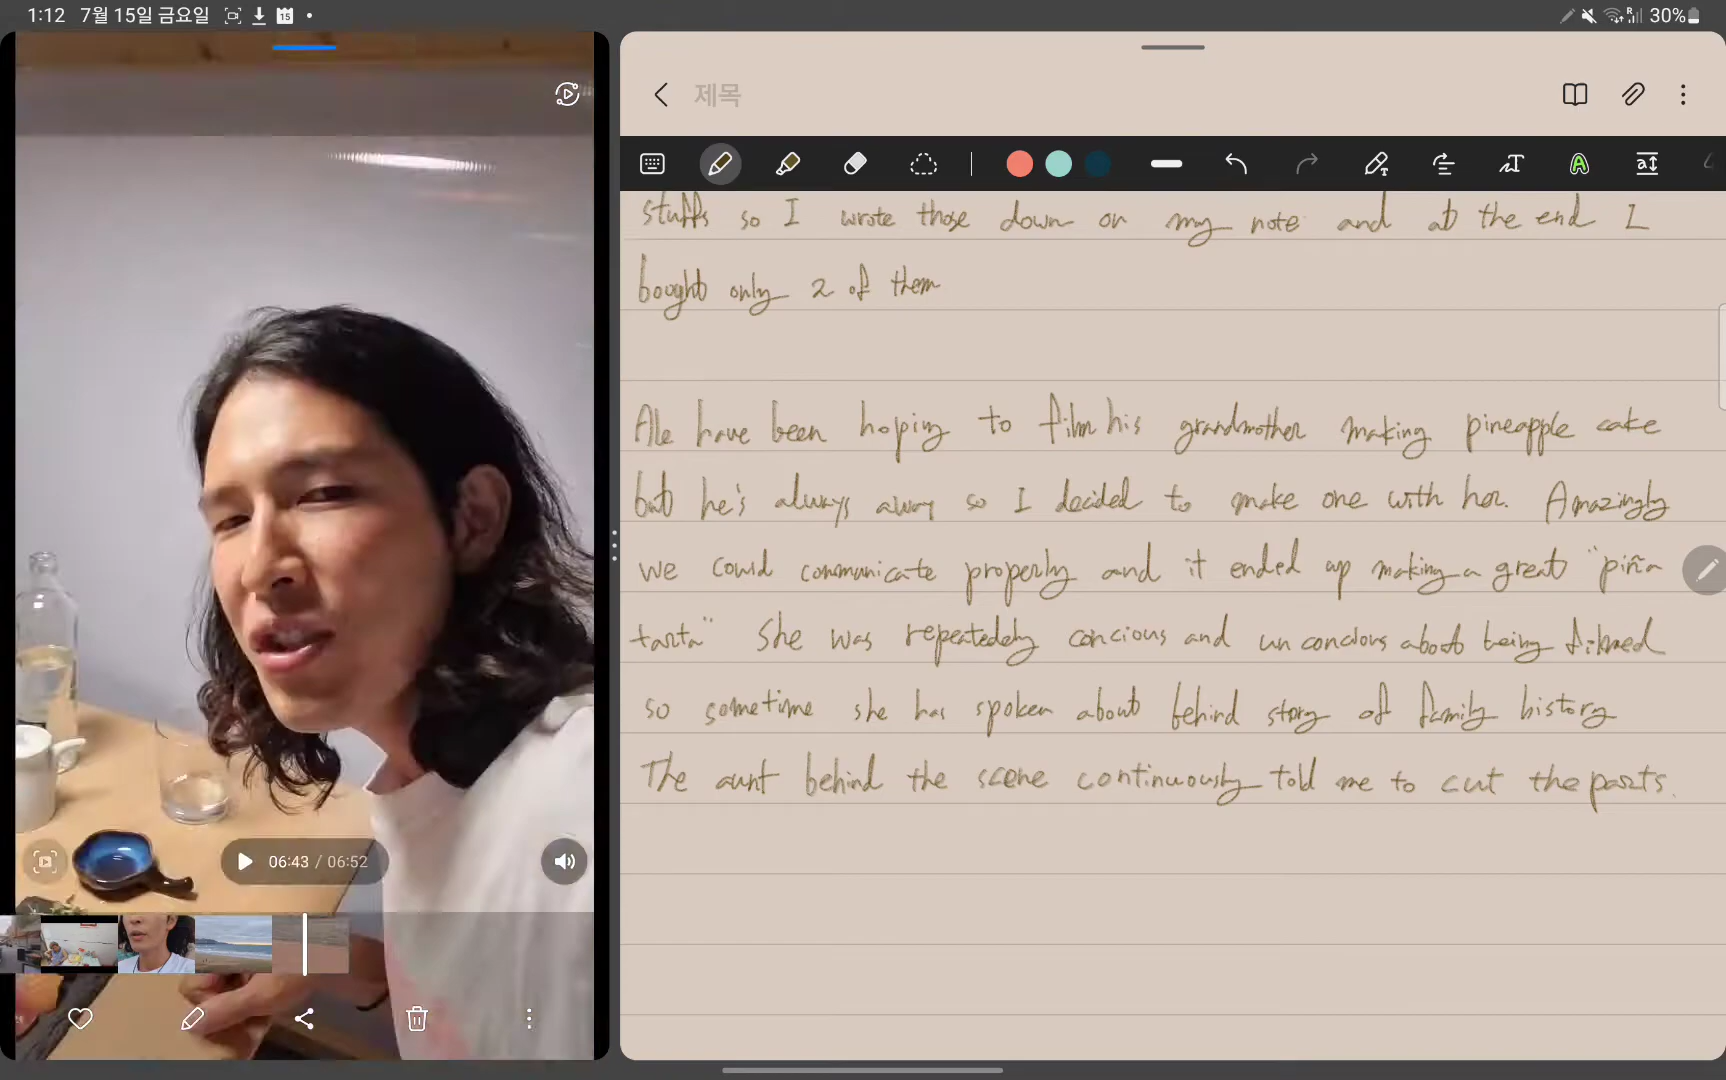 1:12 7월 15일 금요일 15
R 30%
제목
stuffs so I wrote those down on my note and at the end I
bought only 2 of them
Ale have been hoping to film his grandmother making pineapple cake
but he's always away so I decided to make one with her. Amazingly
we could communicate properly and it ended up making a great "piña
tarta" She was repeatedely concious and unconcious about being filmed
so sometime she has spoken about behind story of family history
The aunt behind the scene continuously told me to cut the parts.
06:43 / 06:52